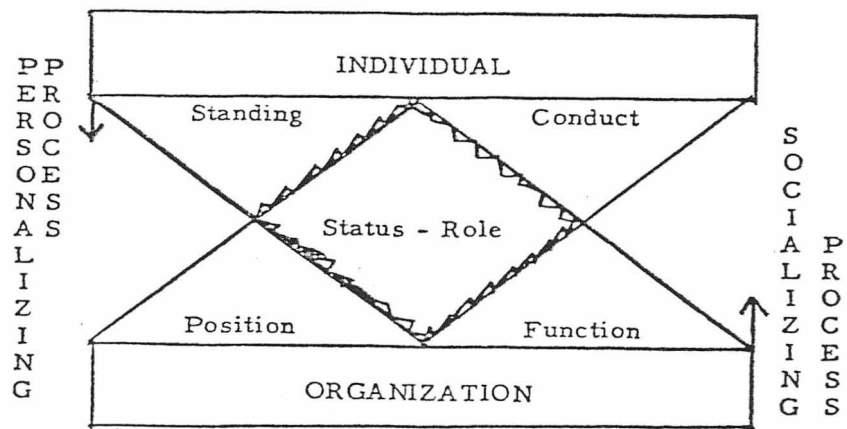 PERSONALIZING
PROCESS
INDIVIDUAL
Standing
Conduct
Status - Role
Position
Function
ORGANIZATION
SOCIALIZING
PROCESS